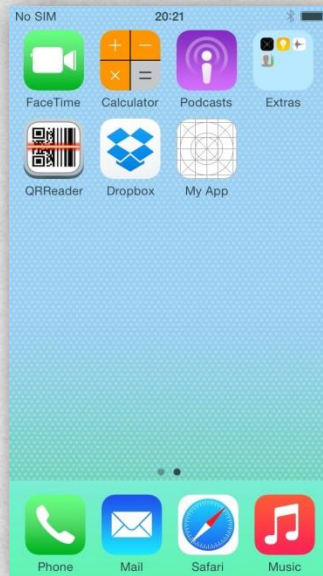 No SIM 20:21
FaceTime Calculator Podcasts Extras
QRReader Dropbox My App
Phone Mail Safari Music